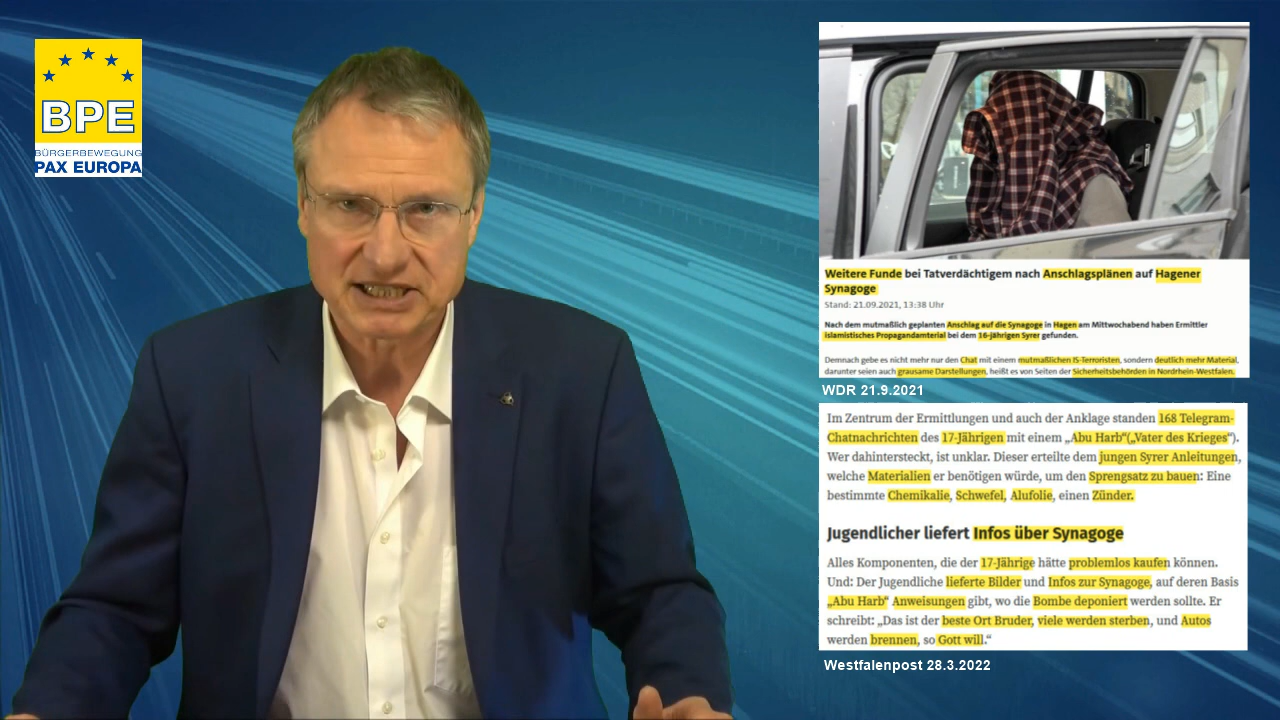 BPE
BÜRGERBEWEGUNG
PAX EUROPA
Weitere Funde bei Tatverdächtigem nach Anschlagsplänen auf Hagener
Synagoge
Stand: 21.09.2021, 13:38 Uhr
Nach dem mutmaßlich geplanten Anschlag auf die Synagoge in Hagen am Mittwochabend haben Ermittler
islamistisches Propagandamterial bei dem 16-jährigen Syrer gefunden.
Demnach gebe es nicht mehr nur den Chat mit einem mutmaßlichen IS-Terroristen, sondern deutlich mehr Material,
darunter seien auch grausame Darstellungen, heißt es von Seiten der Sicherheitsbehörden in Nordrhein-Westfalen.
WDR 21.9.2021
Im Zentrum der Ermittlungen und auch der Anklage standen 168 Telegram-
Chatnachrichten des 17-Jährigen mit einem „Abu Harb“(„Vater des Krieges“).
Wer dahintersteckt, ist unklar. Dieser erteilte dem jungen Syrer Anleitungen,
welche Materialien er benötigen würde, um den Sprengsatz zu bauen: Eine
bestimmte Chemikalie, Schwefel, Alufolie, einen Zünder.
Jugendlicher liefert Infos über Synagoge
Alles Komponenten, die der 17-Jährige hätte problemlos kaufen können.
Und: Der Jugendliche lieferte Bilder und Infos zur Synagoge, auf deren Basis
„Abu Harb“ Anweisungen gibt, wo die Bombe deponiert werden sollte. Er
schreibt: „Das ist der beste Ort Bruder, viele werden sterben, und Autos
werden brennen, so Gott will.“
Westfalenpost 28.3.2022